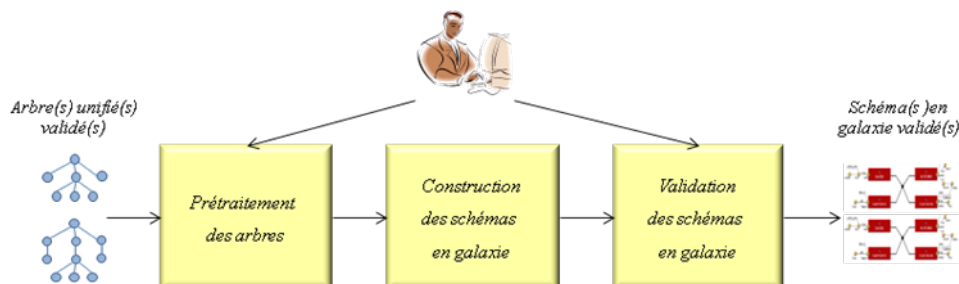 Arbre(s) unifié(s)
validé(s)
Prétraitement
des arbres
Construction
des schémas
en galaxie
Validation
des schémas
en galaxie
Schéma(s )en
galaxie validé(s)